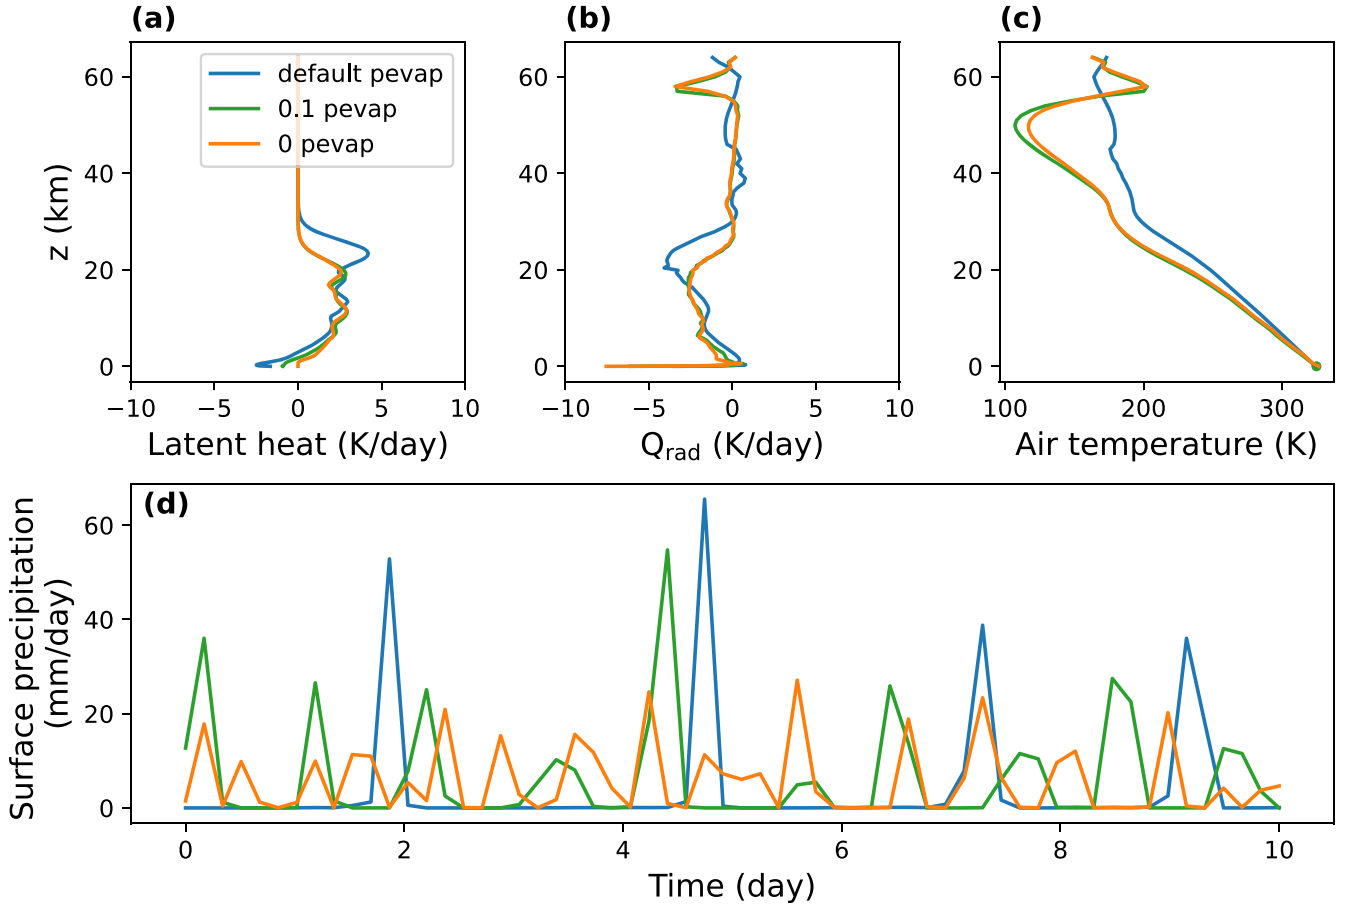 (a)
(b)
(c)
default pevap
0.1 pevap
0 pevap
z (km)
60
40
20
0
−10
−5
0
5
10
Latent heat (K/day)
60
40
20
0
−10
−5
0
5
10
Qrad (K/day)
60
40
20
0
100
200
300
Air temperature (K)
(d)
Surface precipitation
(mm/day)
60
40
20
0
0
2
4
6
8
10
Time (day)